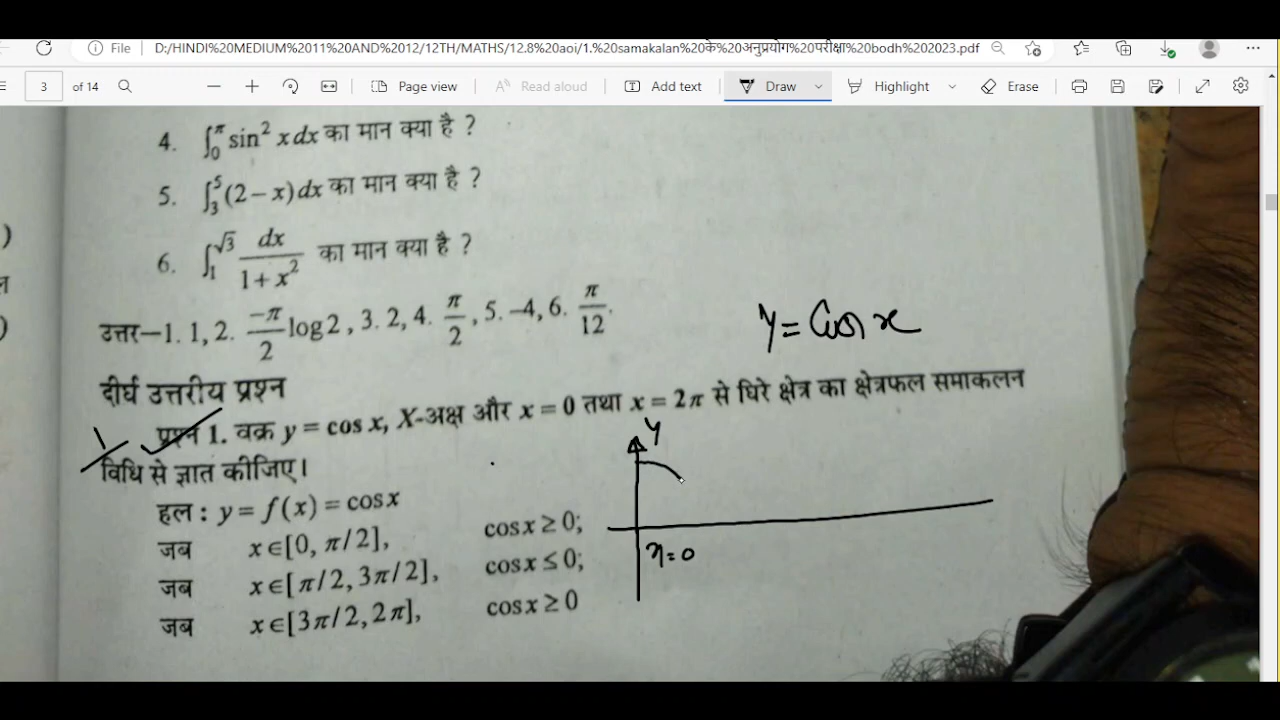 File D:/HINDI%20MEDIUM%2011%20AND%2012/12TH/MATHS/12.8%20aoi/1.%20samakalan%20के%20अनुप्रयोग%20परीक्षा%20bodh%202023.pdf
3 of 14 Page view Read aloud Add text Draw Highlight Erase
4. ∫₀^π sin² x dx का मान क्या है ?
5. ∫₃⁵ (2 – x) dx का मान क्या है ?
6. ∫₁^√3 dx/(1+x²) का मान क्या है ?
उत्तर–1. 1, 2. –π/2 log 2 , 3. 2, 4. π/2 , 5. –4, 6. π/12.
y = Cos x
दीर्घ उत्तरीय प्रश्न
प्रश्न 1. वक्र y = cos x, X-अक्ष और x = 0 तथा x = 2π से घिरे क्षेत्र का क्षेत्रफल समाकलन
विधि से ज्ञात कीजिए।
Y
हल : y = f(x) = cos x
जब x ∈ [0, π/2], cos x ≥ 0;
x=0
जब x ∈ [π/2, 3π/2], cos x ≤ 0;
जब x ∈ [3π/2, 2π], cos x ≥ 0